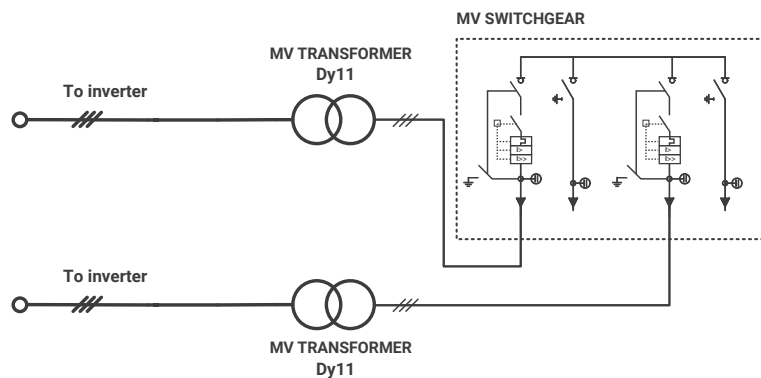 MV SWITCHGEAR
MV TRANSFORMER
Dy11
To inverter
I>
I>>
I>
I>>
To inverter
MV TRANSFORMER
Dy11